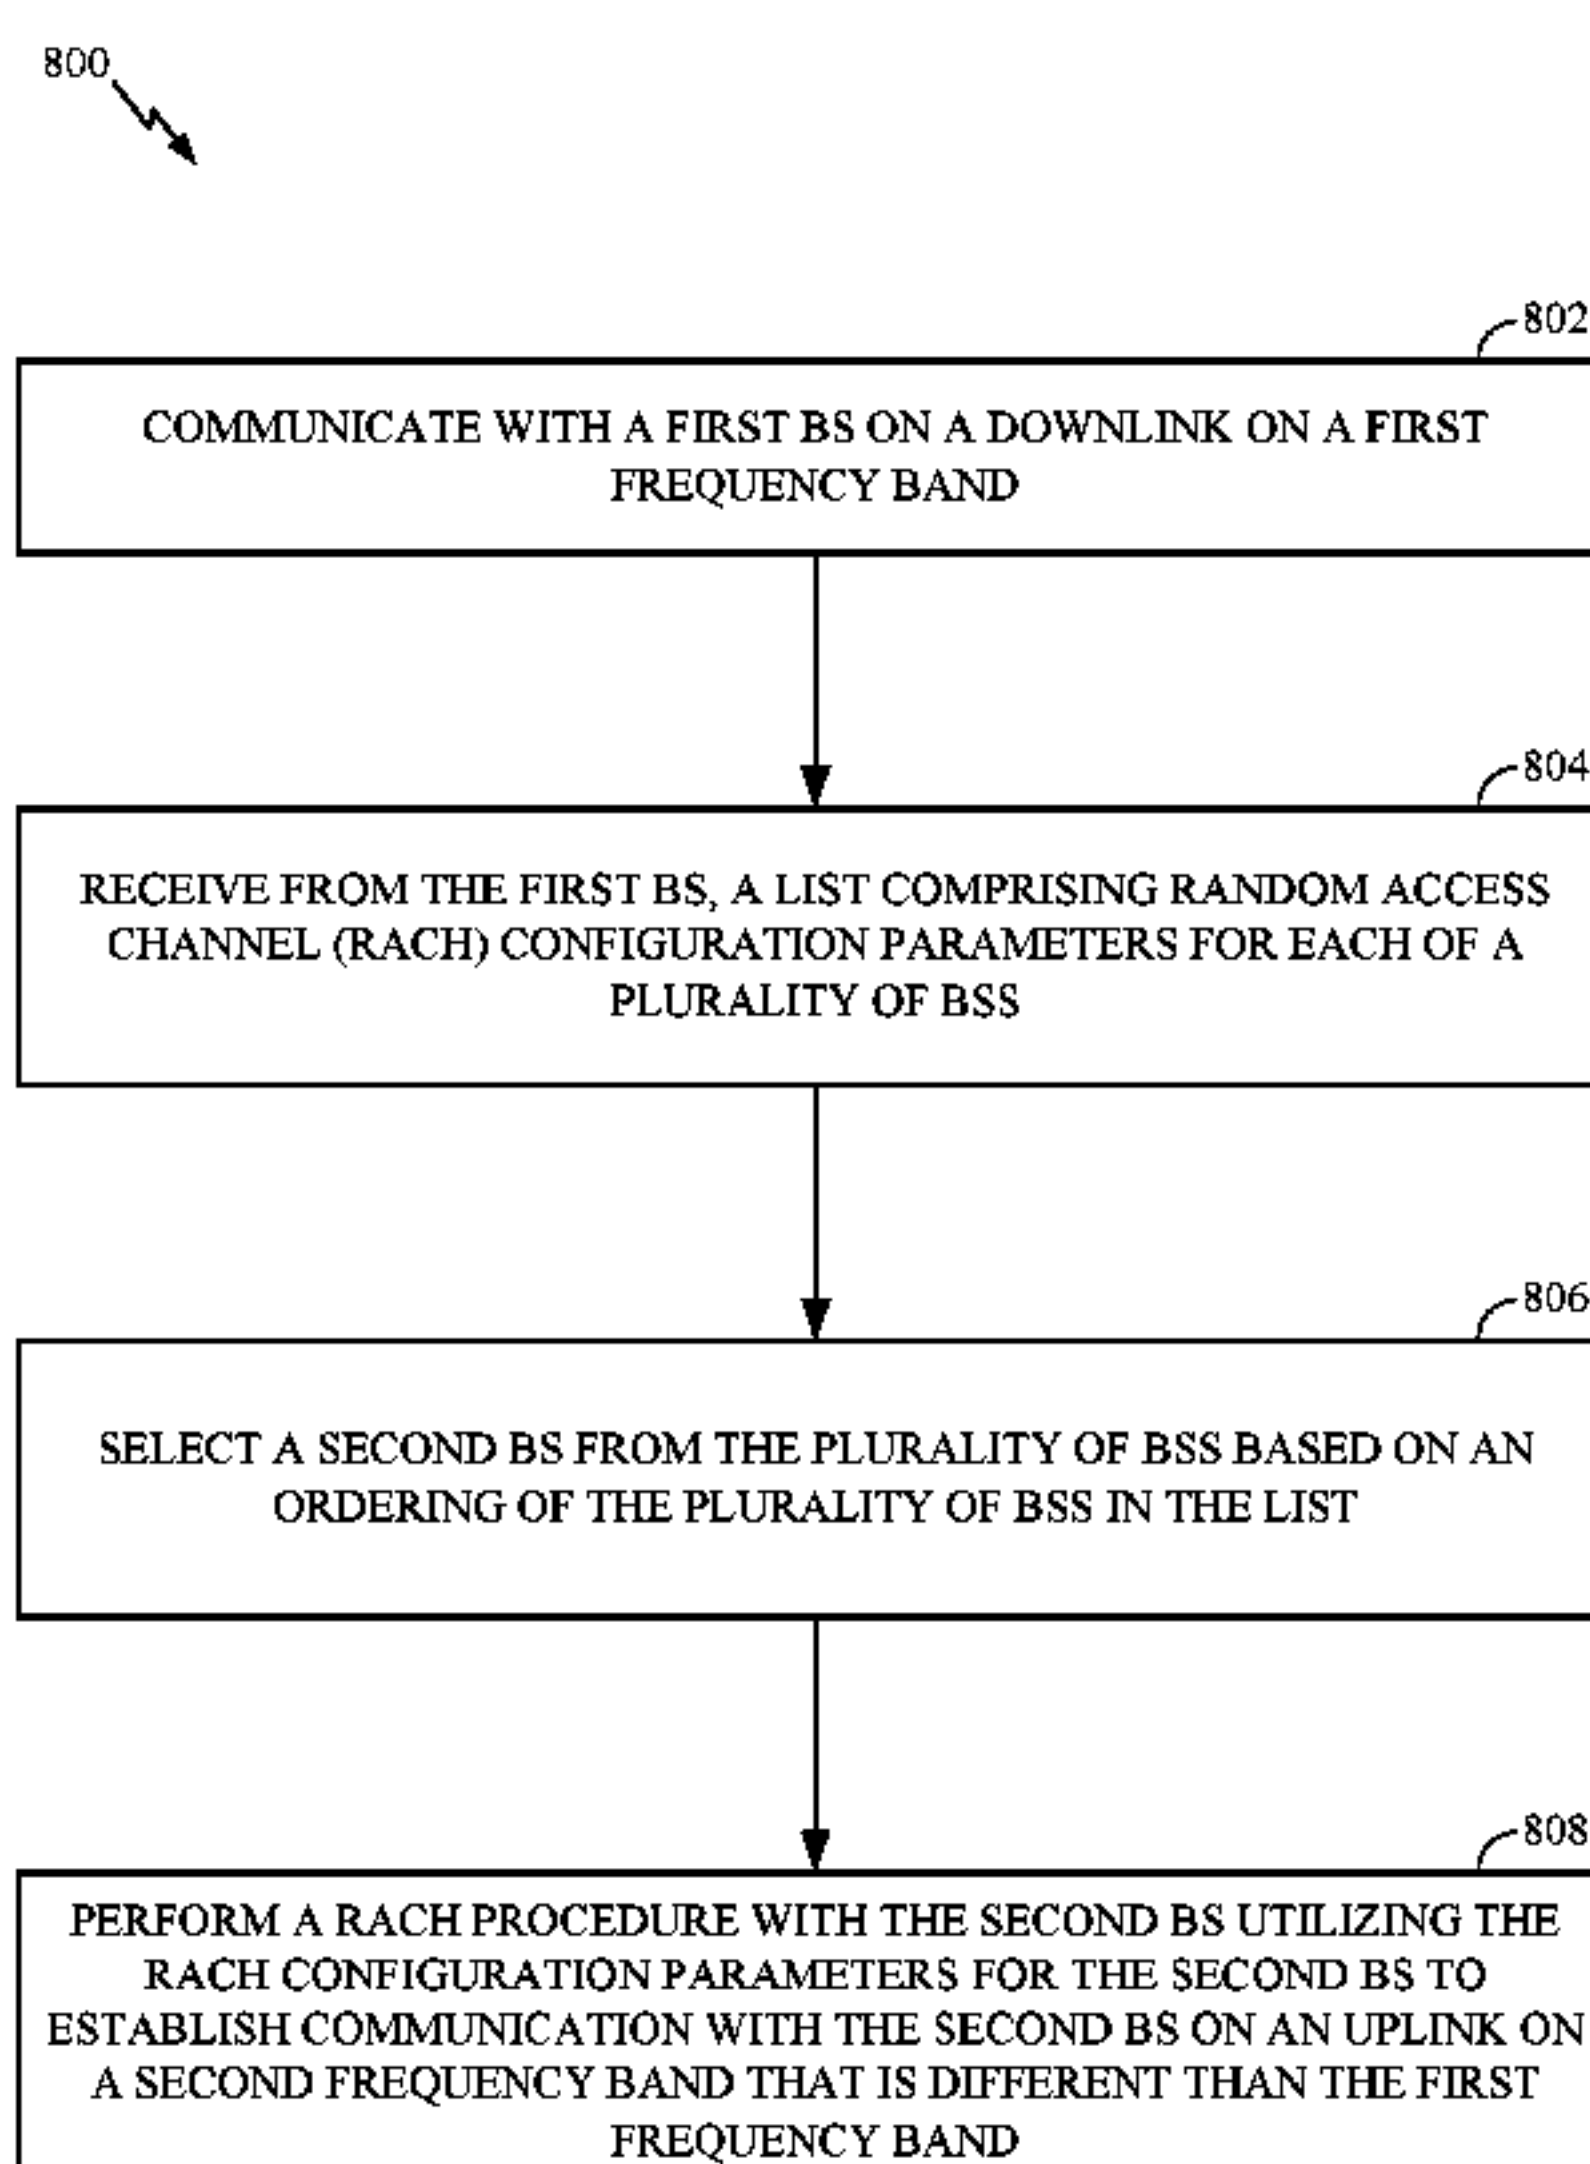 800
802
COMMUNICATE WITH A FIRST BS ON A DOWNLINK ON A FIRST
FREQUENCY BAND
804
RECEIVE FROM THE FIRST BS, A LIST COMPRISING RANDOM ACCESS
CHANNEL (RACH) CONFIGURATION PARAMETERS FOR EACH OF A
PLURALITY OF BSS
806
SELECT A SECOND BS FROM THE PLURALITY OF BSS BASED ON AN
ORDERING OF THE PLURALITY OF BSS IN THE LIST
808
PERFORM A RACH PROCEDURE WITH THE SECOND BS UTILIZING THE
RACH CONFIGURATION PARAMETERS FOR THE SECOND BS TO
ESTABLISH COMMUNICATION WITH THE SECOND BS ON AN UPLINK ON
A SECOND FREQUENCY BAND THAT IS DIFFERENT THAN THE FIRST
FREQUENCY BAND